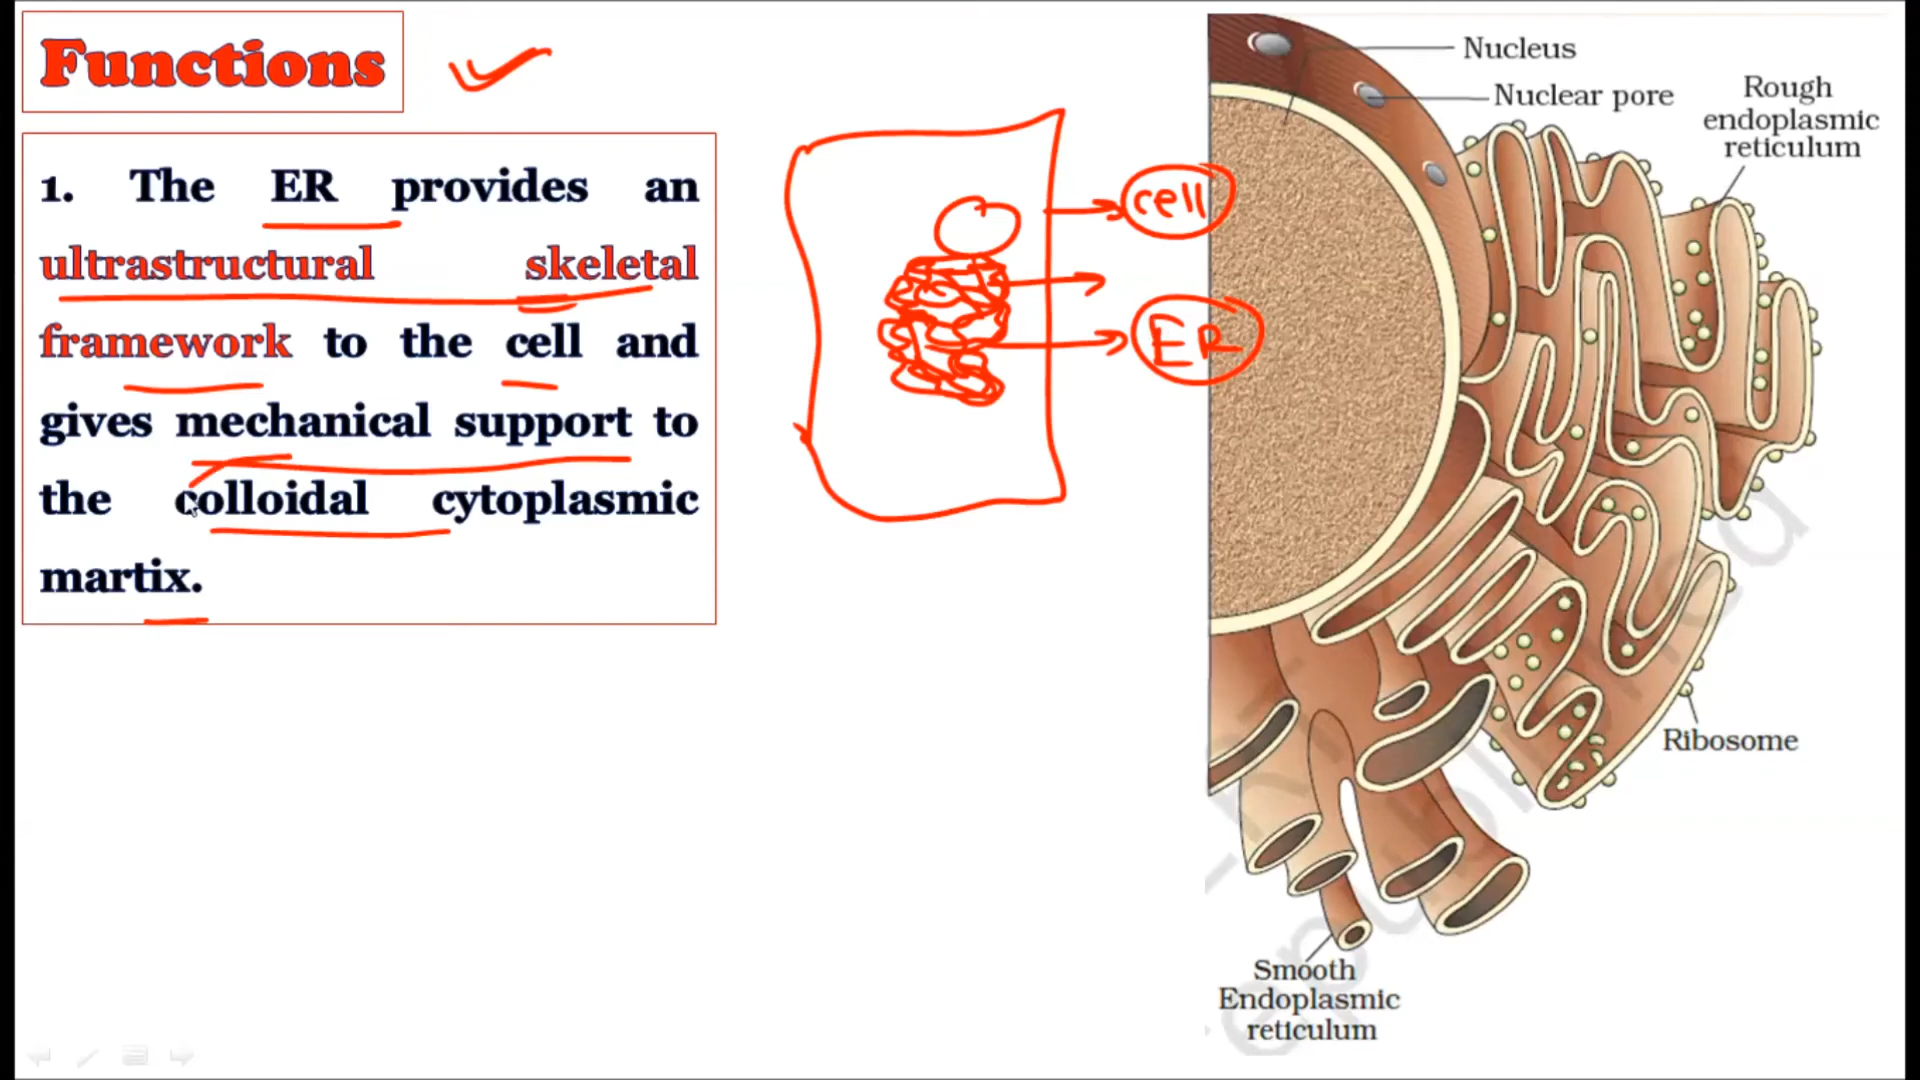 Functions
1. The ER provides an
ultrastructural skeletal
framework to the cell and
gives mechanical support to
the colloidal cytoplasmic
martix.
cell
ER
Nucleus
Nuclear pore
Rough
endoplasmic
reticulum
Ribosome
Smooth
Endoplasmic
reticulum